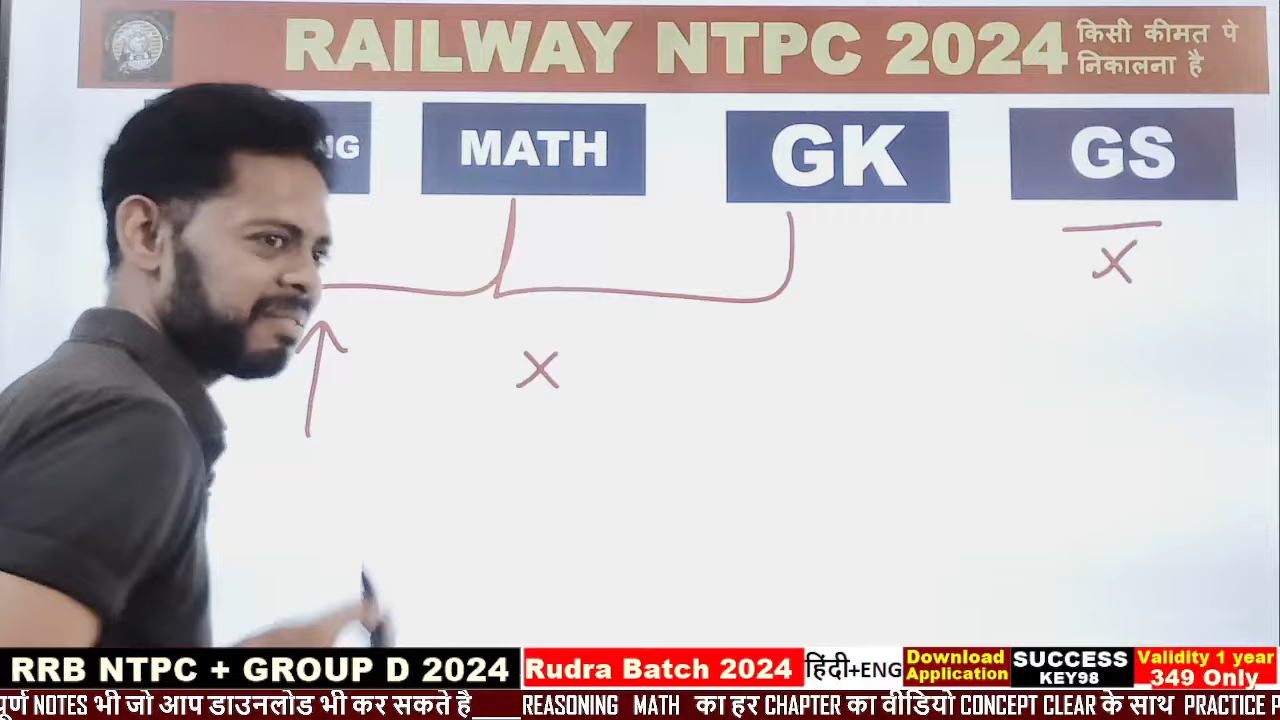 RAILWAY NTPC 2024
किसी कीमत पे
निकालना है
NG
MATH
GK
GS
x
x
RRB NTPC + GROUP D 2024
Rudra Batch 2024
हिंदी+ENG
Download
Application
SUCCESS
KEY98
Validity 1 year
349 Only
पूर्ण NOTES भी जो आप डाउनलोड भी कर सकते है____ REASONING MATH का हर CHAPTER का वीडियो CONCEPT CLEAR के साथ PRACTICE P